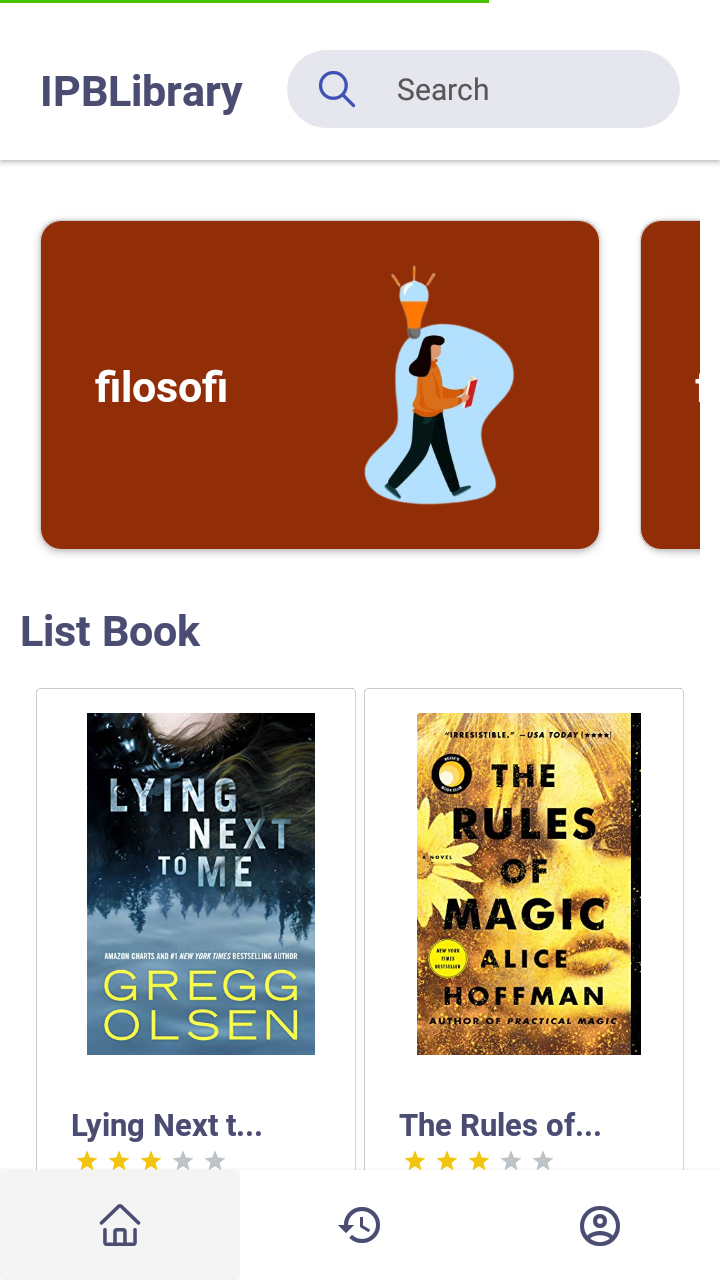 IPBLibrary
Search
filosofi
List Book
LYING
NEXT
TO ME
AMAZON CHARTS AND #1 NEW YORK TIMES BESTSELLING AUTHOR
GREGG
OLSEN
"IRRESISTIBLE." —USA TODAY (★★★★)
THE
RULES
A NOVEL
OF
MAGIC
NEW YORK
TIMES
BESTSELLER
ALICE
HOFFMAN
AUTHOR OF PRACTICAL MAGIC
Lying Next t...
The Rules of...